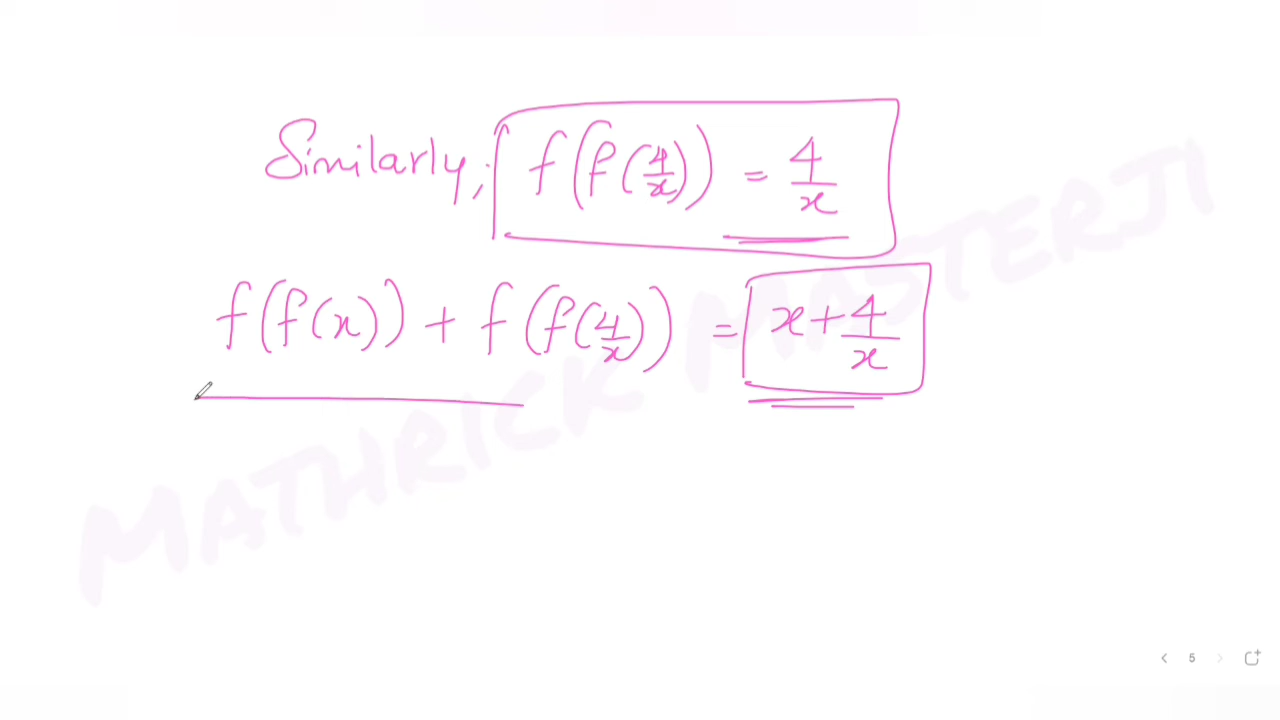 Similarly, f(f(4/x)) = 4/x
f(f(x)) + f(f(4/x)) = x + 4/x
MATHRICK MASTERJI
5